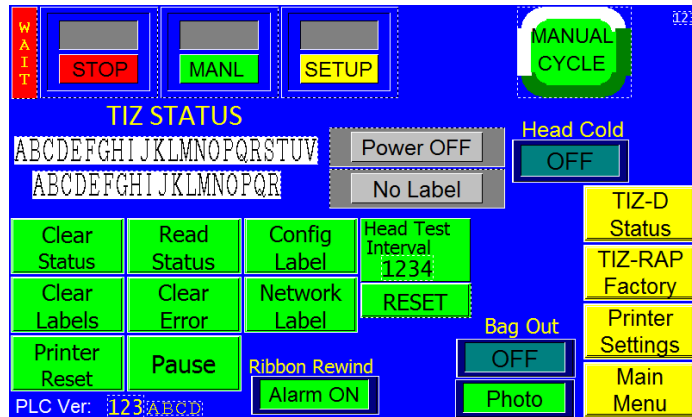 WAIT
STOP
MANL
SETUP
MANUAL
CYCLE
TIZ STATUS
ABCDEFGHIJKLMNOPQRSTUV
ABCDEFGHIJKLMNOPQR
Power OFF
No Label
Head Cold
OFF
Clear
Status
Read
Status
Config
Label
Head Test
Interval
1234
TIZ-D
Status
Clear
Labels
Clear
Error
Network
Label
RESET
TIZ-RAP
Factory
Printer
Reset
Pause
Ribbon Rewind
Alarm ON
Bag Out
OFF
Photo
Printer
Settings
Main
Menu
PLC Ver: 123ABCD